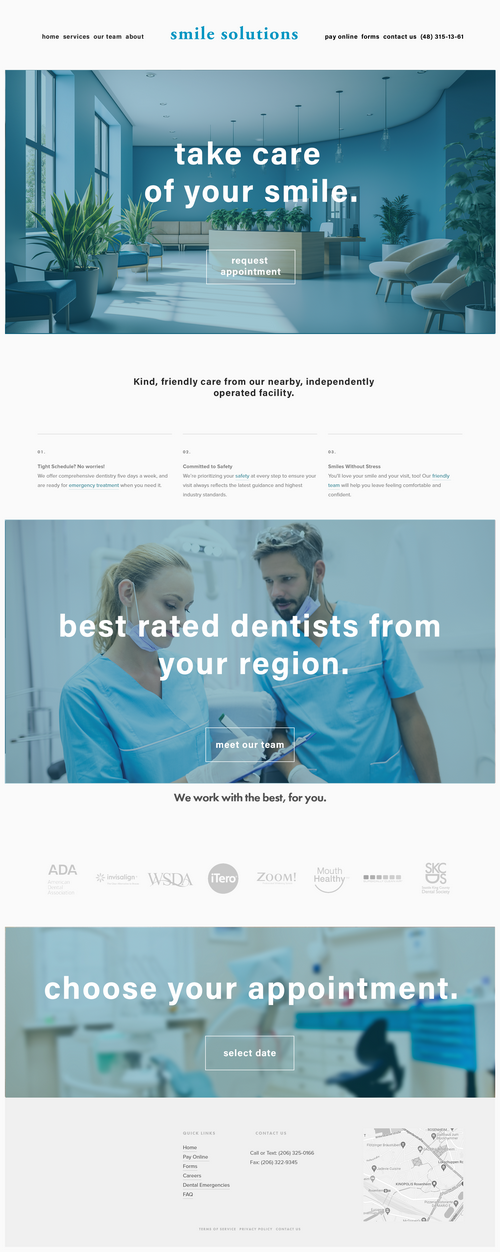 home services our team about
smile solutions
pay online forms contact us (48) 315-13-61
take care
of your smile.
request
appointment
Kind, friendly care from our nearby, independently
operated facility.
01.
Tight Schedule? No worries!
We offer comprehensive dentistry five days a week, and
are ready for emergency treatment when you need it.
02.
Committed to Safety
We're prioritizing your safety at every step to ensure your
visit always reflects the latest guidance and highest
industry standards.
03.
Smiles Without Stress
You'll love your smile and your visit, too! Our friendly
team will help you leave feeling comfortable and
confident.
best rated dentists from
your region.
meet our team
We work with the best, for you.
ADA
American
Dental
Association
invisalign
WSDA
iTero
ZOOM!
Mouth
Healthy
SKC
DS
choose your appointment.
select date
QUICK LINKS
Home
Pay Online
Forms
Careers
Dental Emergencies
FAQ
CONTACT US
Call or Text: (206) 325-0166
Fax: (206) 322-9345
TERMS OF SERVICE PRIVACY POLICY CONTACT US